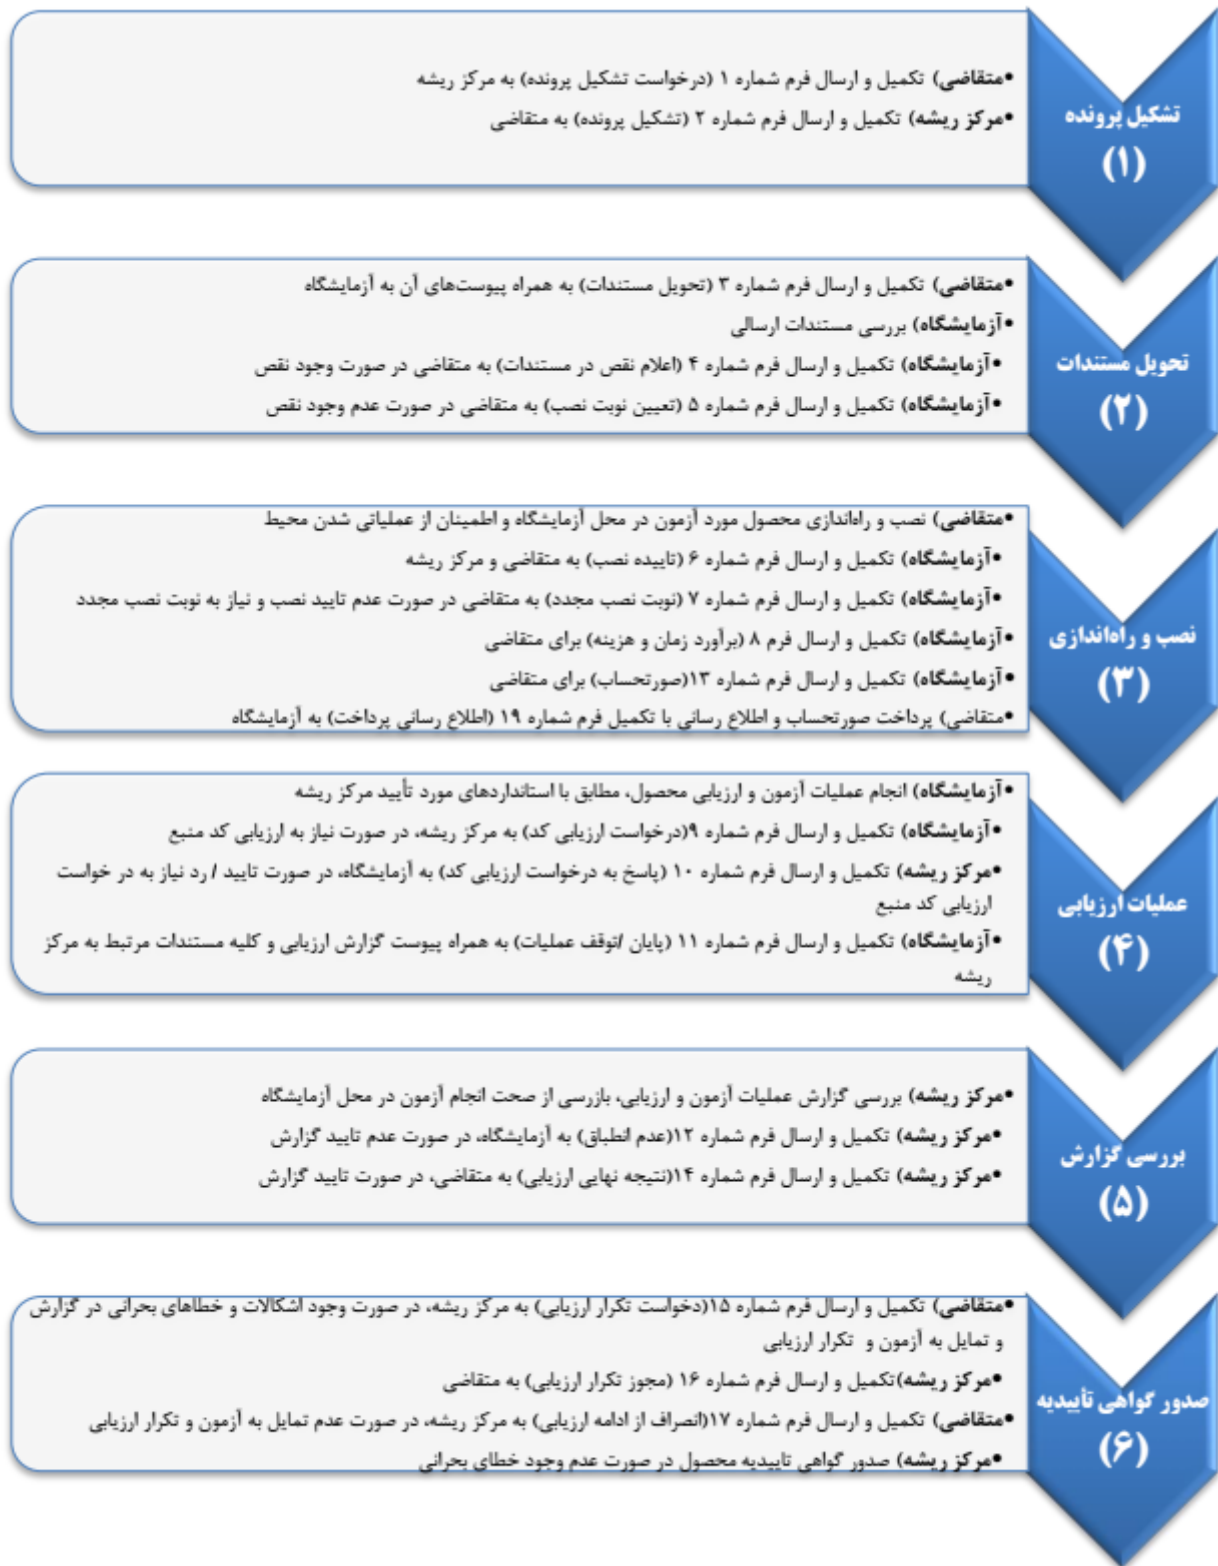 تشکیل پرونده
(۱)
•متقاضی) تکمیل و ارسال فرم شماره ۱ (درخواست تشکیل پرونده) به مرکز ریشه
•مرکز ریشه) تکمیل و ارسال فرم شماره ۲ (تشکیل پرونده) به متقاضی
تحویل مستندات
(۲)
•متقاضی) تکمیل و ارسال فرم شماره ۳ (تحویل مستندات) به همراه پیوست‌های آن به آزمایشگاه
•آزمایشگاه) بررسی مستندات ارسالی
•آزمایشگاه) تکمیل و ارسال فرم شماره ۴ (اعلام نقص در مستندات) به متقاضی در صورت وجود نقص
•آزمایشگاه) تکمیل و ارسال فرم شماره ۵ (تعیین نوبت نصب) به متقاضی در صورت عدم وجود نقص
نصب و راه‌اندازی
(۳)
•متقاضی) نصب و راه‌اندازی محصول مورد آزمون در محل آزمایشگاه و اطمینان از عملیاتی شدن محیط
•آزمایشگاه) تکمیل و ارسال فرم شماره ۶ (تاییده نصب) به متقاضی و مرکز ریشه
•آزمایشگاه) تکمیل و ارسال فرم شماره ۷ (نوبت نصب مجدد) به متقاضی در صورت عدم تایید نصب و نیاز به نوبت نصب مجدد
•آزمایشگاه) تکمیل و ارسال فرم ۸ (برآورد زمان و هزینه) برای متقاضی
•آزمایشگاه) تکمیل و ارسال فرم شماره ۱۳(صورتحساب) برای متقاضی
•متقاضی) پرداخت صورتحساب و اطلاع رسانی با تکمیل فرم شماره ۱۹ (اطلاع رسانی پرداخت) به آزمایشگاه
عملیات ارزیابی
(۴)
•آزمایشگاه) انجام عملیات آزمون و ارزیابی محصول، مطابق با استانداردهای مورد تأیید مرکز ریشه
•آزمایشگاه) تکمیل و ارسال فرم شماره ۹(درخواست ارزیابی کد) به مرکز ریشه، در صورت نیاز به ارزیابی کد منبع
•مرکز ریشه) تکمیل و ارسال فرم شماره ۱۰ (پاسخ به درخواست ارزیابی کد) به آزمایشگاه، در صورت تایید / رد نیاز به در خواست
ارزیابی کد منبع
•آزمایشگاه) تکمیل و ارسال فرم شماره ۱۱ (پایان /توقف عملیات) به همراه پیوست گزارش ارزیابی و کلیه مستندات مرتبط به مرکز
ریشه
بررسی گزارش
(۵)
•مرکز ریشه) بررسی گزارش عملیات آزمون و ارزیابی، بازرسی از صحت انجام آزمون در محل آزمایشگاه
•مرکز ریشه) تکمیل و ارسال فرم شماره ۱۲(عدم انطباق) به آزمایشگاه، در صورت عدم تایید گزارش
•مرکز ریشه) تکمیل و ارسال فرم شماره ۱۴(نتیجه نهایی ارزیابی) به متقاضی، در صورت تایید گزارش
صدور گواهی تأییدیه
(۶)
•متقاضی) تکمیل و ارسال فرم شماره ۱۵(دخواست تکرار ارزیابی) به مرکز ریشه، در صورت وجود اشکالات و خطاهای بحرانی در گزارش
و تمایل به آزمون و تکرار ارزیابی
•مرکز ریشه)تکمیل و ارسال فرم شماره ۱۶ (مجوز تکرار ارزیابی) به متقاضی
•متقاضی) تکمیل و ارسال فرم شماره ۱۷(انصراف از ادامه ارزیابی) به مرکز ریشه، در صورت عدم تمایل به آزمون و تکرار ارزیابی
•مرکز ریشه) صدور گواهی تاییدیه محصول در صورت عدم وجود خطای بحرانی